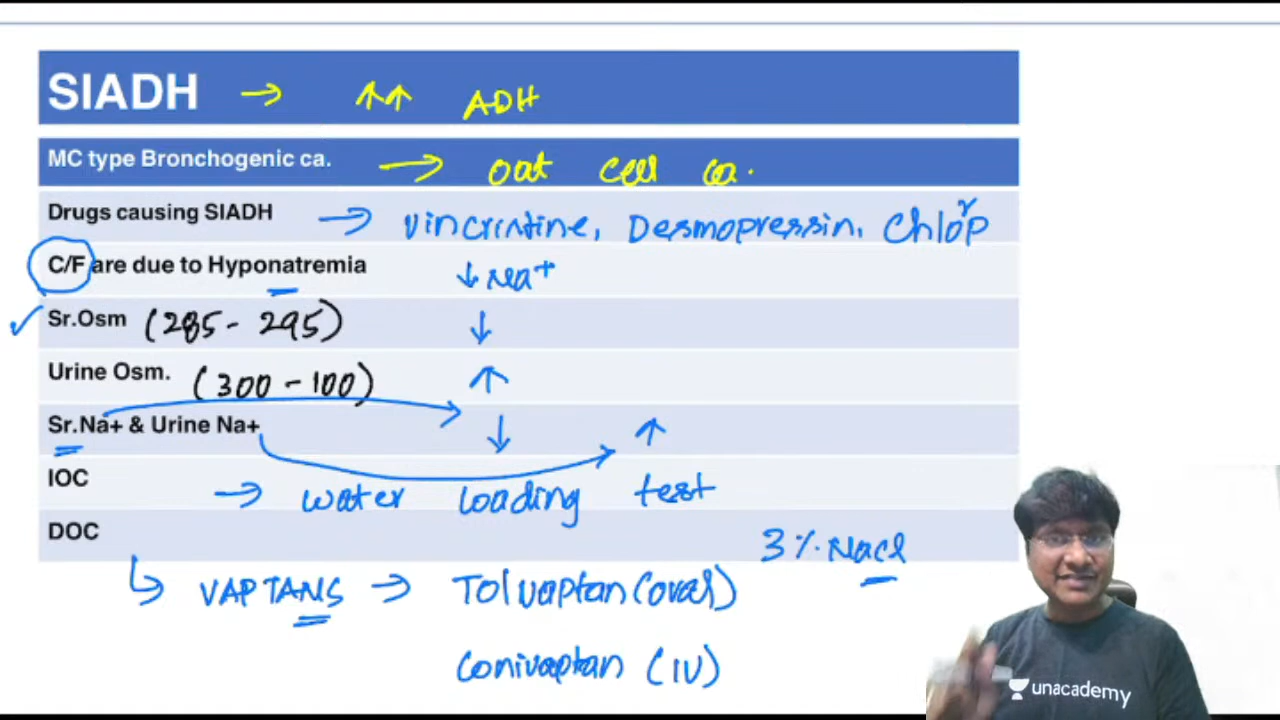 SIADH → ↑↑ ADH
MC type Bronchogenic ca. → oat cell ca.
Drugs causing SIADH → Vincristine, Desmopressin, Chlorp
C/F are due to Hyponatremia ↓ Na+
✓ Sr.Osm (285 - 295) ↓
Urine Osm. (300 - 100) ↑
Sr.Na+ & Urine Na+ ↓ ↑
IOC → water loading test
DOC 3%. Nacl
↳ VAPTANS → Tolvaptan (oral)
Conivaptan (IV)
unacademy